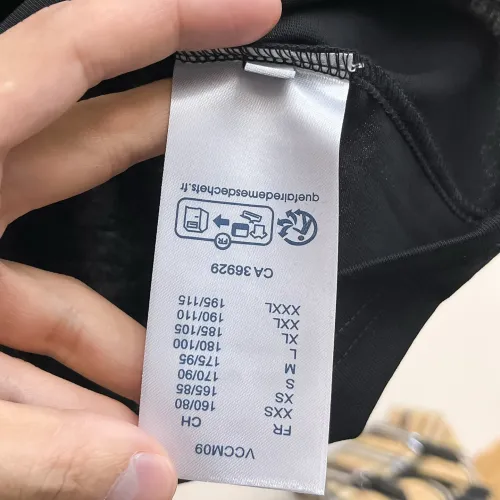 VCCM09
FR CH
XXS 160/80
XS 165/85
S 170/90
M 175/95
L 180/100
XL 185/105
XXL 190/110
XXXL 195/115
CA 36929
FR
quefairedemesdechets.fr